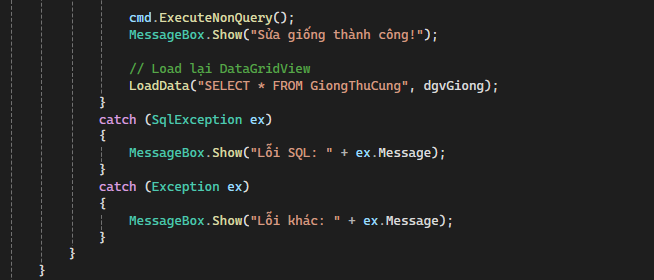 cmd.ExecuteNonQuery();
MessageBox.Show("Sửa giống thành công!");
// Load lại DataGridView
LoadData("SELECT * FROM GiongThuCung", dgvGiong);
}
catch (SqlException ex)
{
MessageBox.Show("Lỗi SQL: " + ex.Message);
}
catch (Exception ex)
{
MessageBox.Show("Lỗi khác: " + ex.Message);
}
}
}